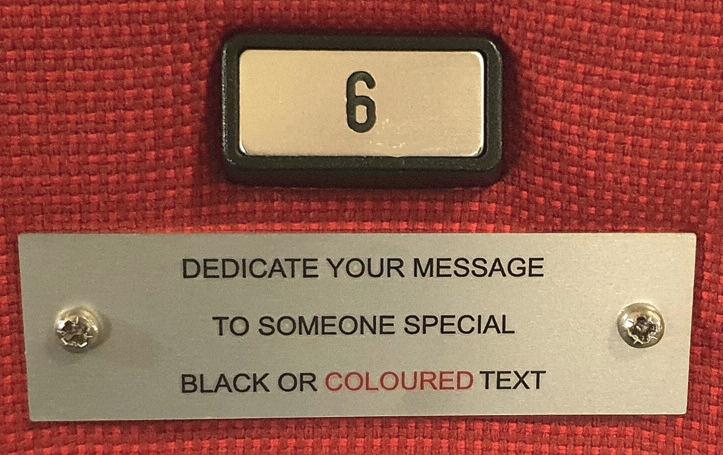 6
DEDICATE YOUR MESSAGE
TO SOMEONE SPECIAL
BLACK OR COLOURED TEXT